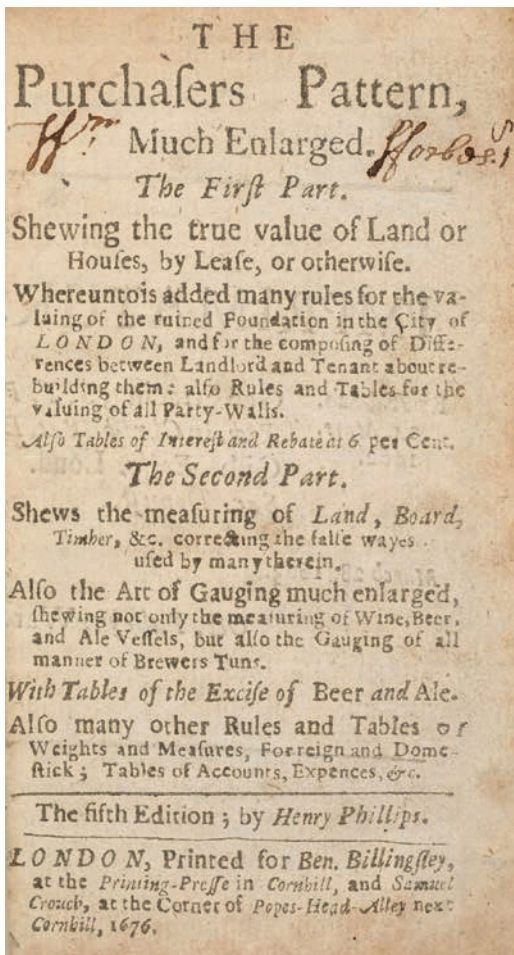 THE
Purchaſers Pattern,
Wm Much Enlarged. fforbes
The Firſt Part.
Shewing the true value of Land or
Houſes, by Leaſe, or otherwiſe.
Whereunto is added many rules for the va-
luing of the ruined Foundation in the City of
LONDON, and for the compoſing of Diffe-
rences between Landlord and Tenant about re-
building them: alſo Rules and Tables for the
valuing of all Party-Walls.
Alſo Tables of Intereſt and Rebate at 6 per Cent.
The Second Part.
Shews the meaſuring of Land, Board,
Timber, &c. correcting the falſe wayes
uſed by many therein.
Alſo the Art of Gauging much enlarged,
ſhewing not only the meaſuring of Wine, Beer,
and Ale Veſſels, but alſo the Gauging of all
manner of Brewers Tuns.
With Tables of the Exciſe of Beer and Ale.
Alſo many other Rules and Tables of
Weights and Meaſures, Forreign and Dome-
ſtick; Tables of Accounts, Expences, &c.
The fifth Edition; by Henry Phillips.
LONDON, Printed for Ben. Billingſley,
at the Printing-Preſſe in Cornhill, and Samuel
Crouch, at the Corner of Popes-Head-Alley next
Cornhill, 1676.